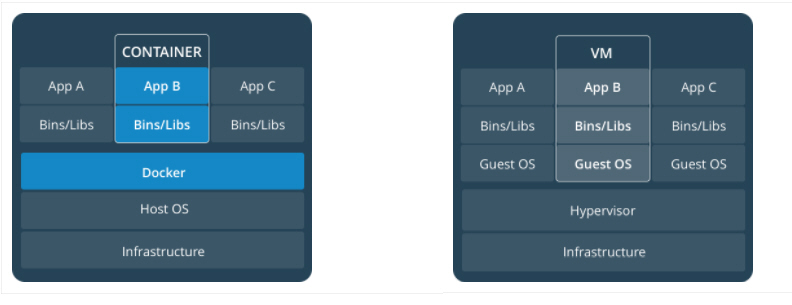 CONTAINER
App A App B App C
Bins/Libs Bins/Libs Bins/Libs
Docker
Host OS
Infrastructure
VM
App A App B App C
Bins/Libs Bins/Libs Bins/Libs
Guest OS Guest OS Guest OS
Hypervisor
Infrastructure